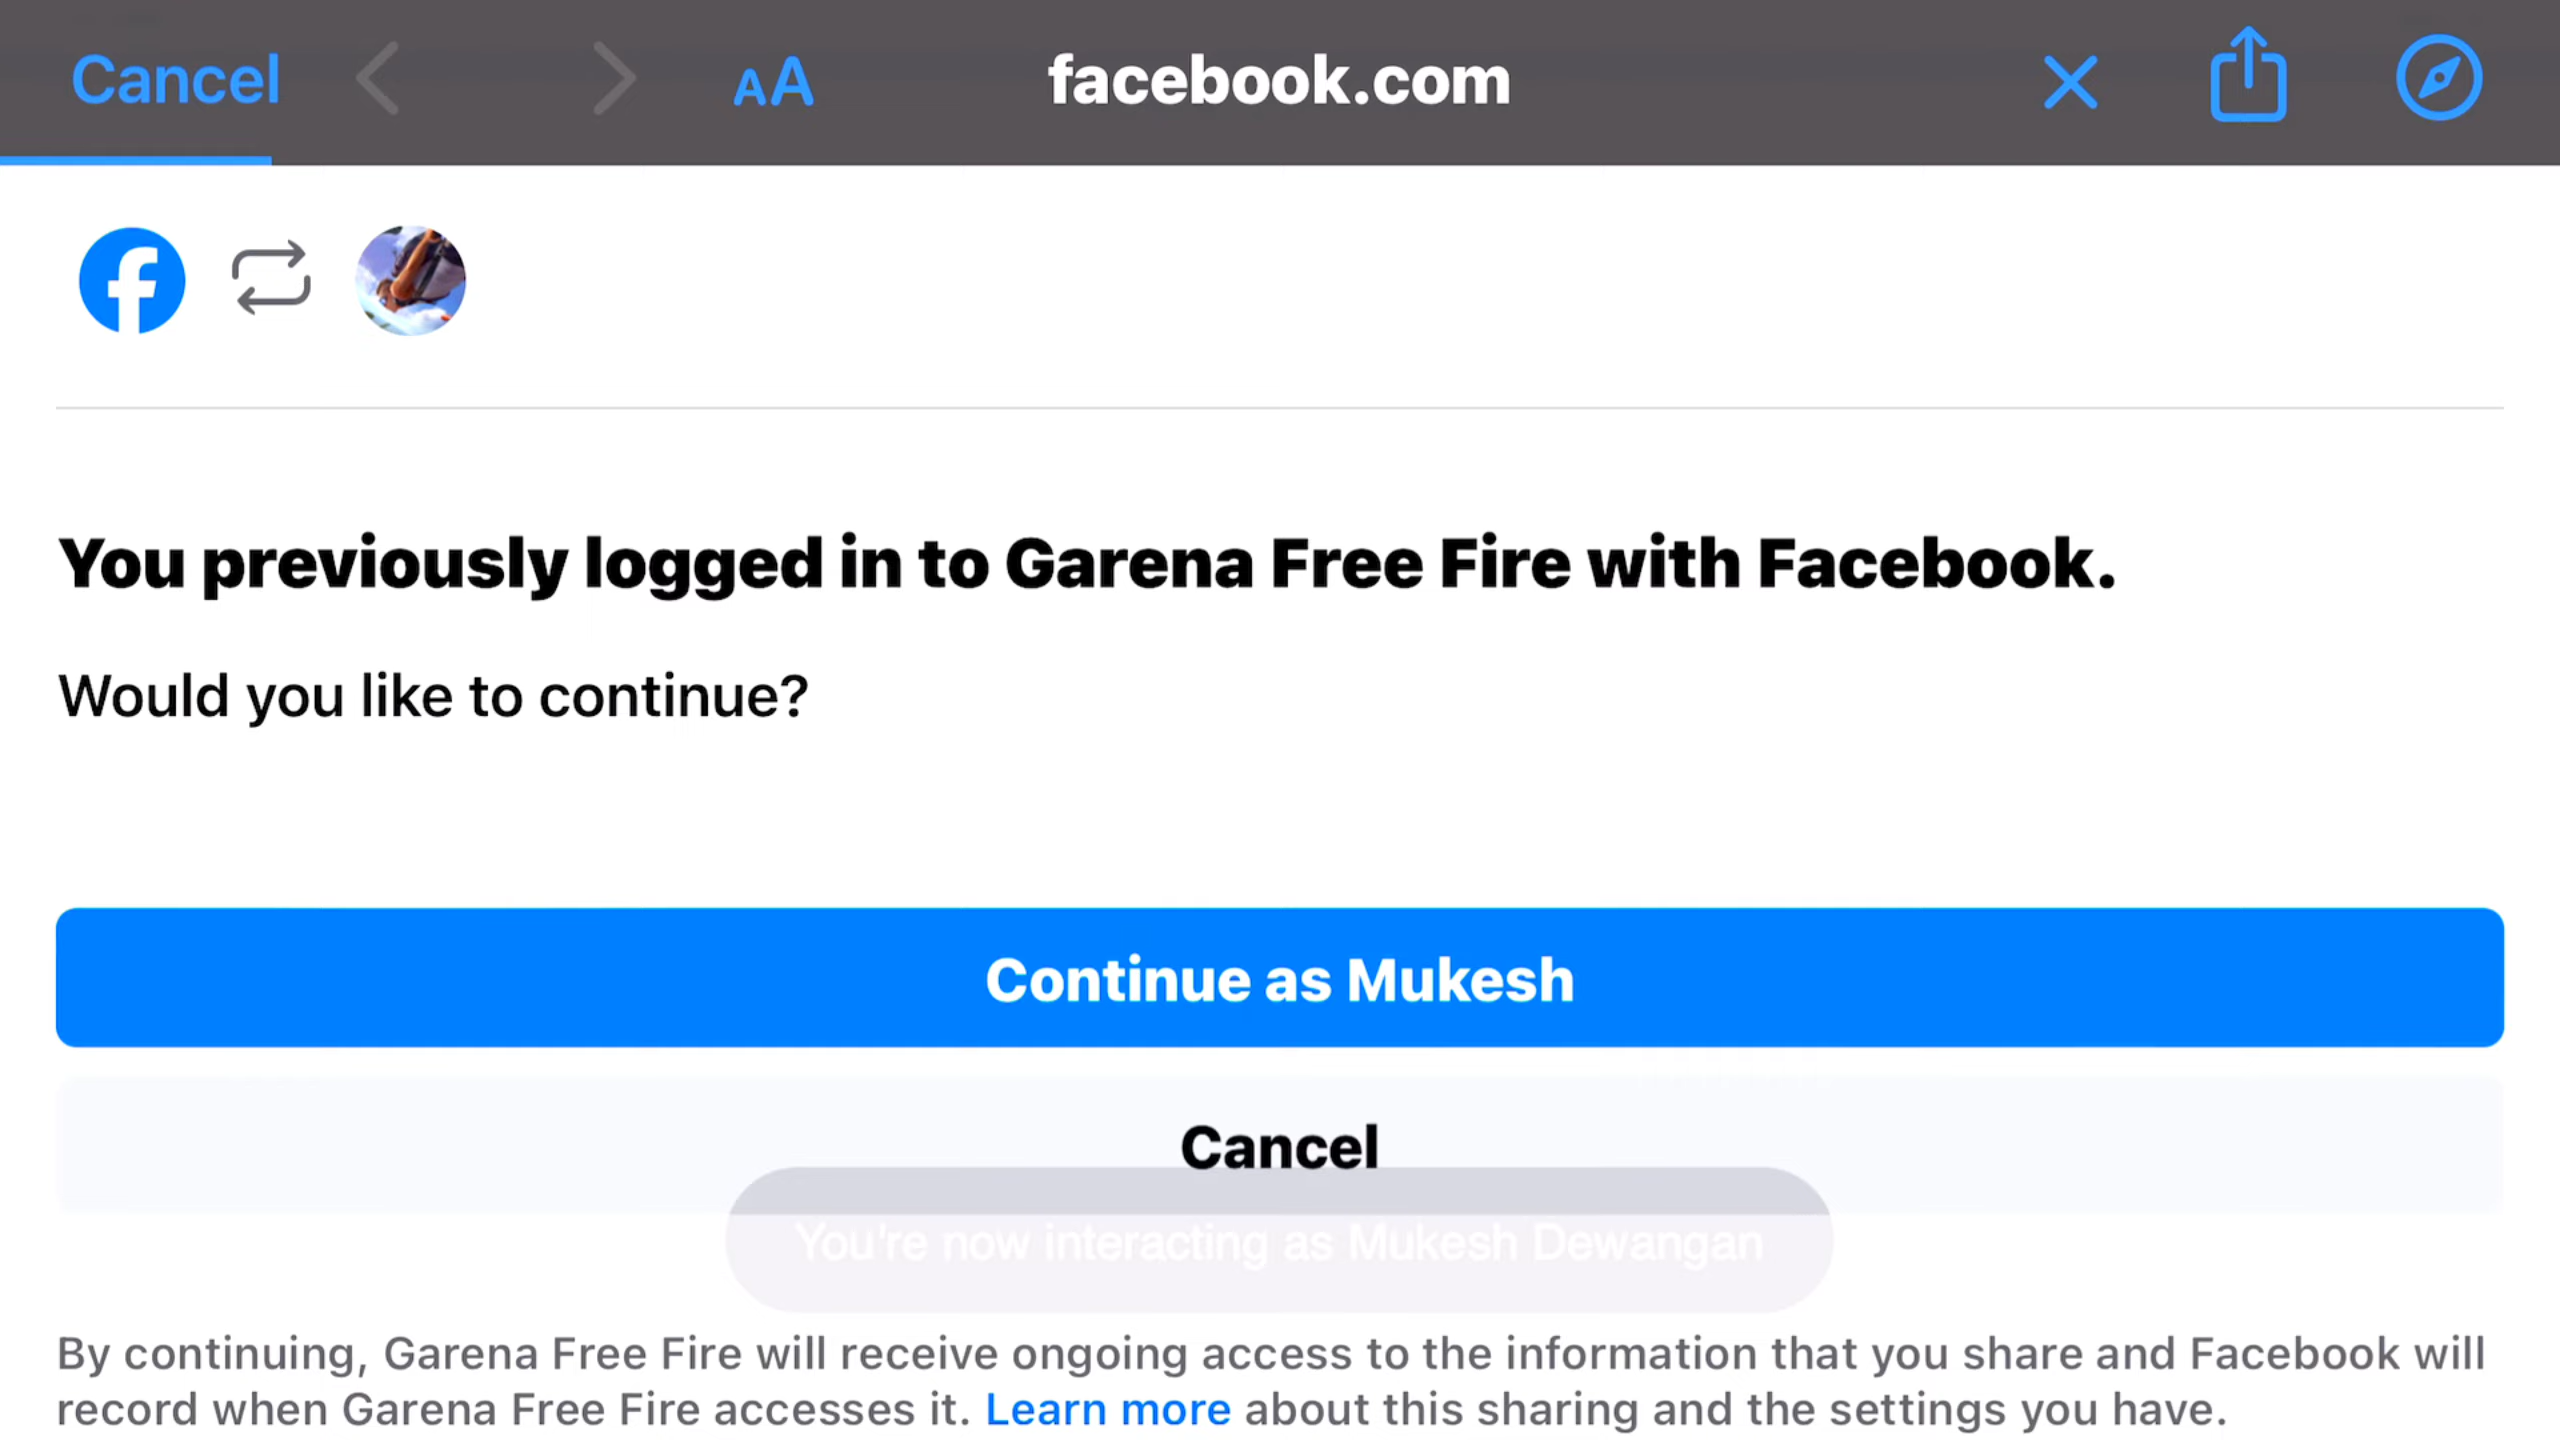 Cancel AA facebook.com
You previously logged in to Garena Free Fire with Facebook.
Would you like to continue?
Continue as Mukesh
Cancel
You're now interacting as Mukesh Dewangan
By continuing, Garena Free Fire will receive ongoing access to the information that you share and Facebook will
record when Garena Free Fire accesses it. Learn more about this sharing and the settings you have.